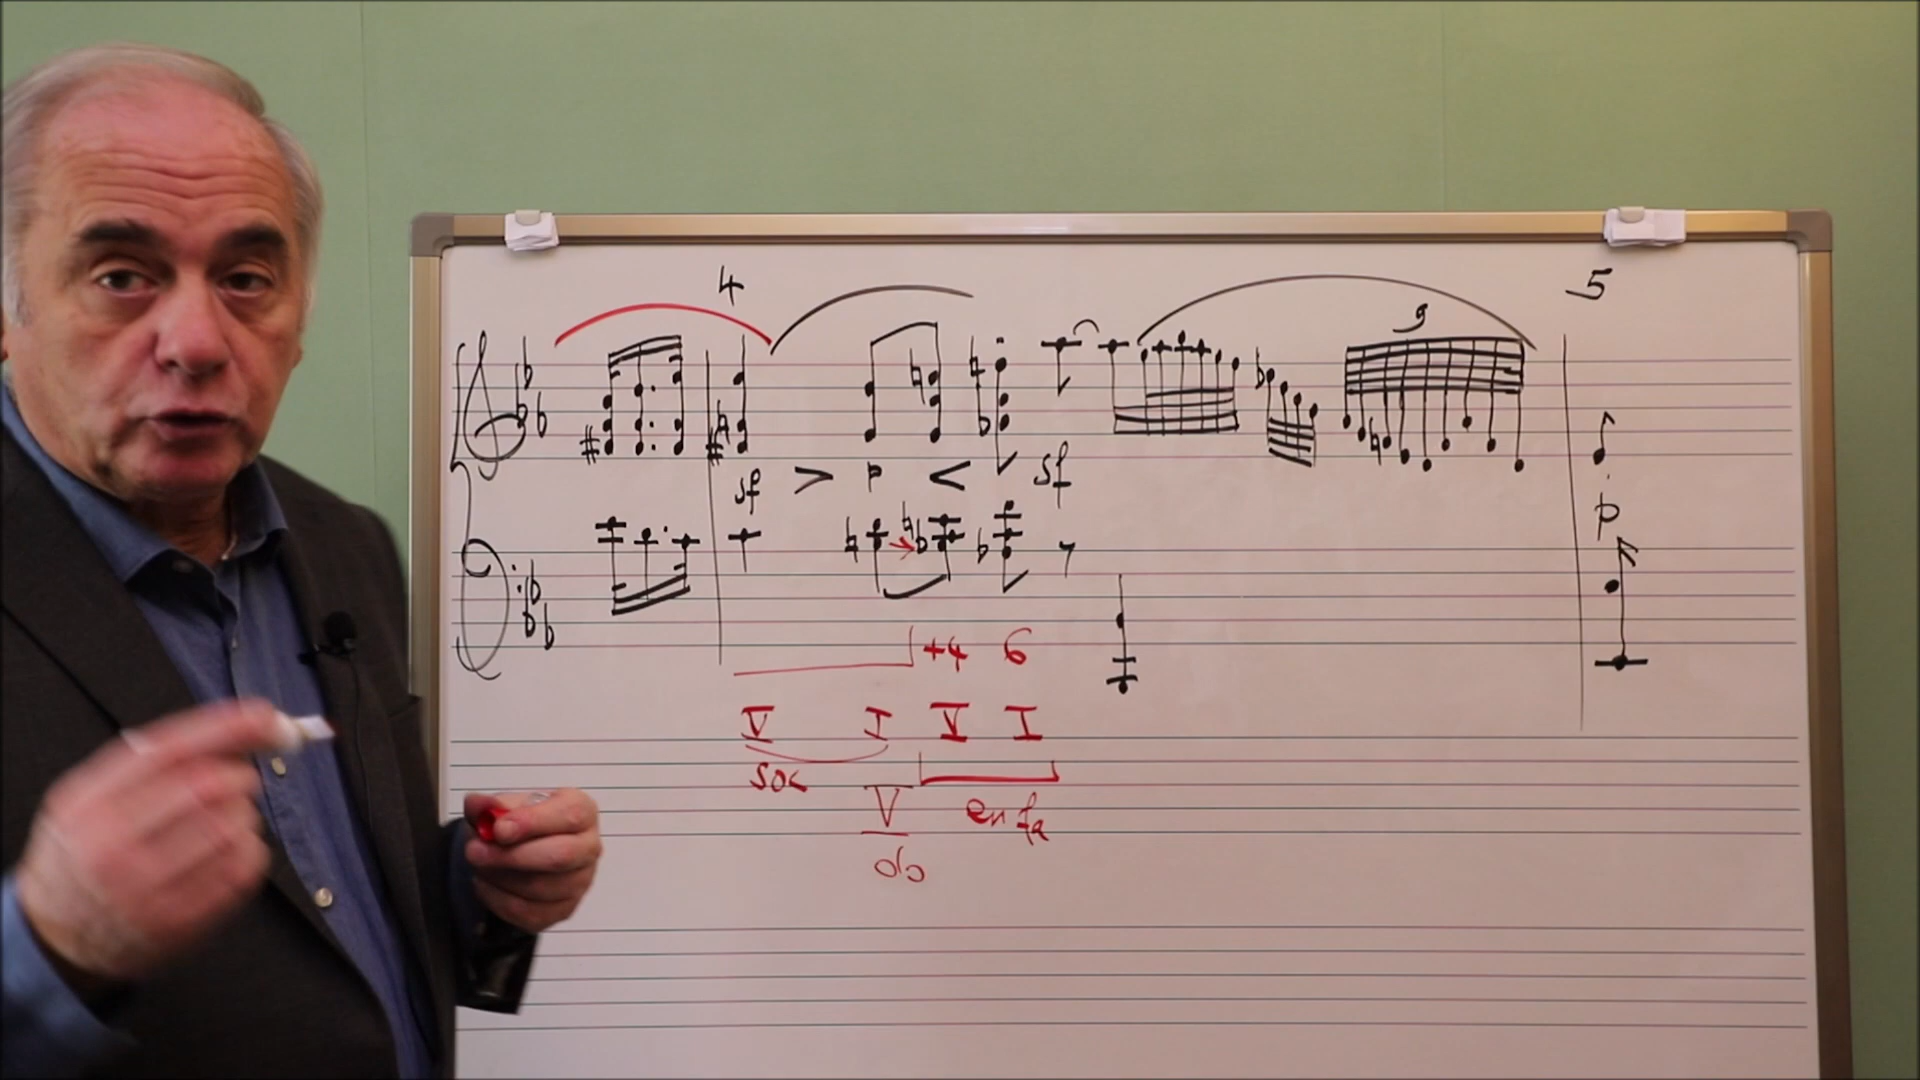 4 5
9
sf > p < sf
p
+4 6
V I V I
sol
V en fa
do